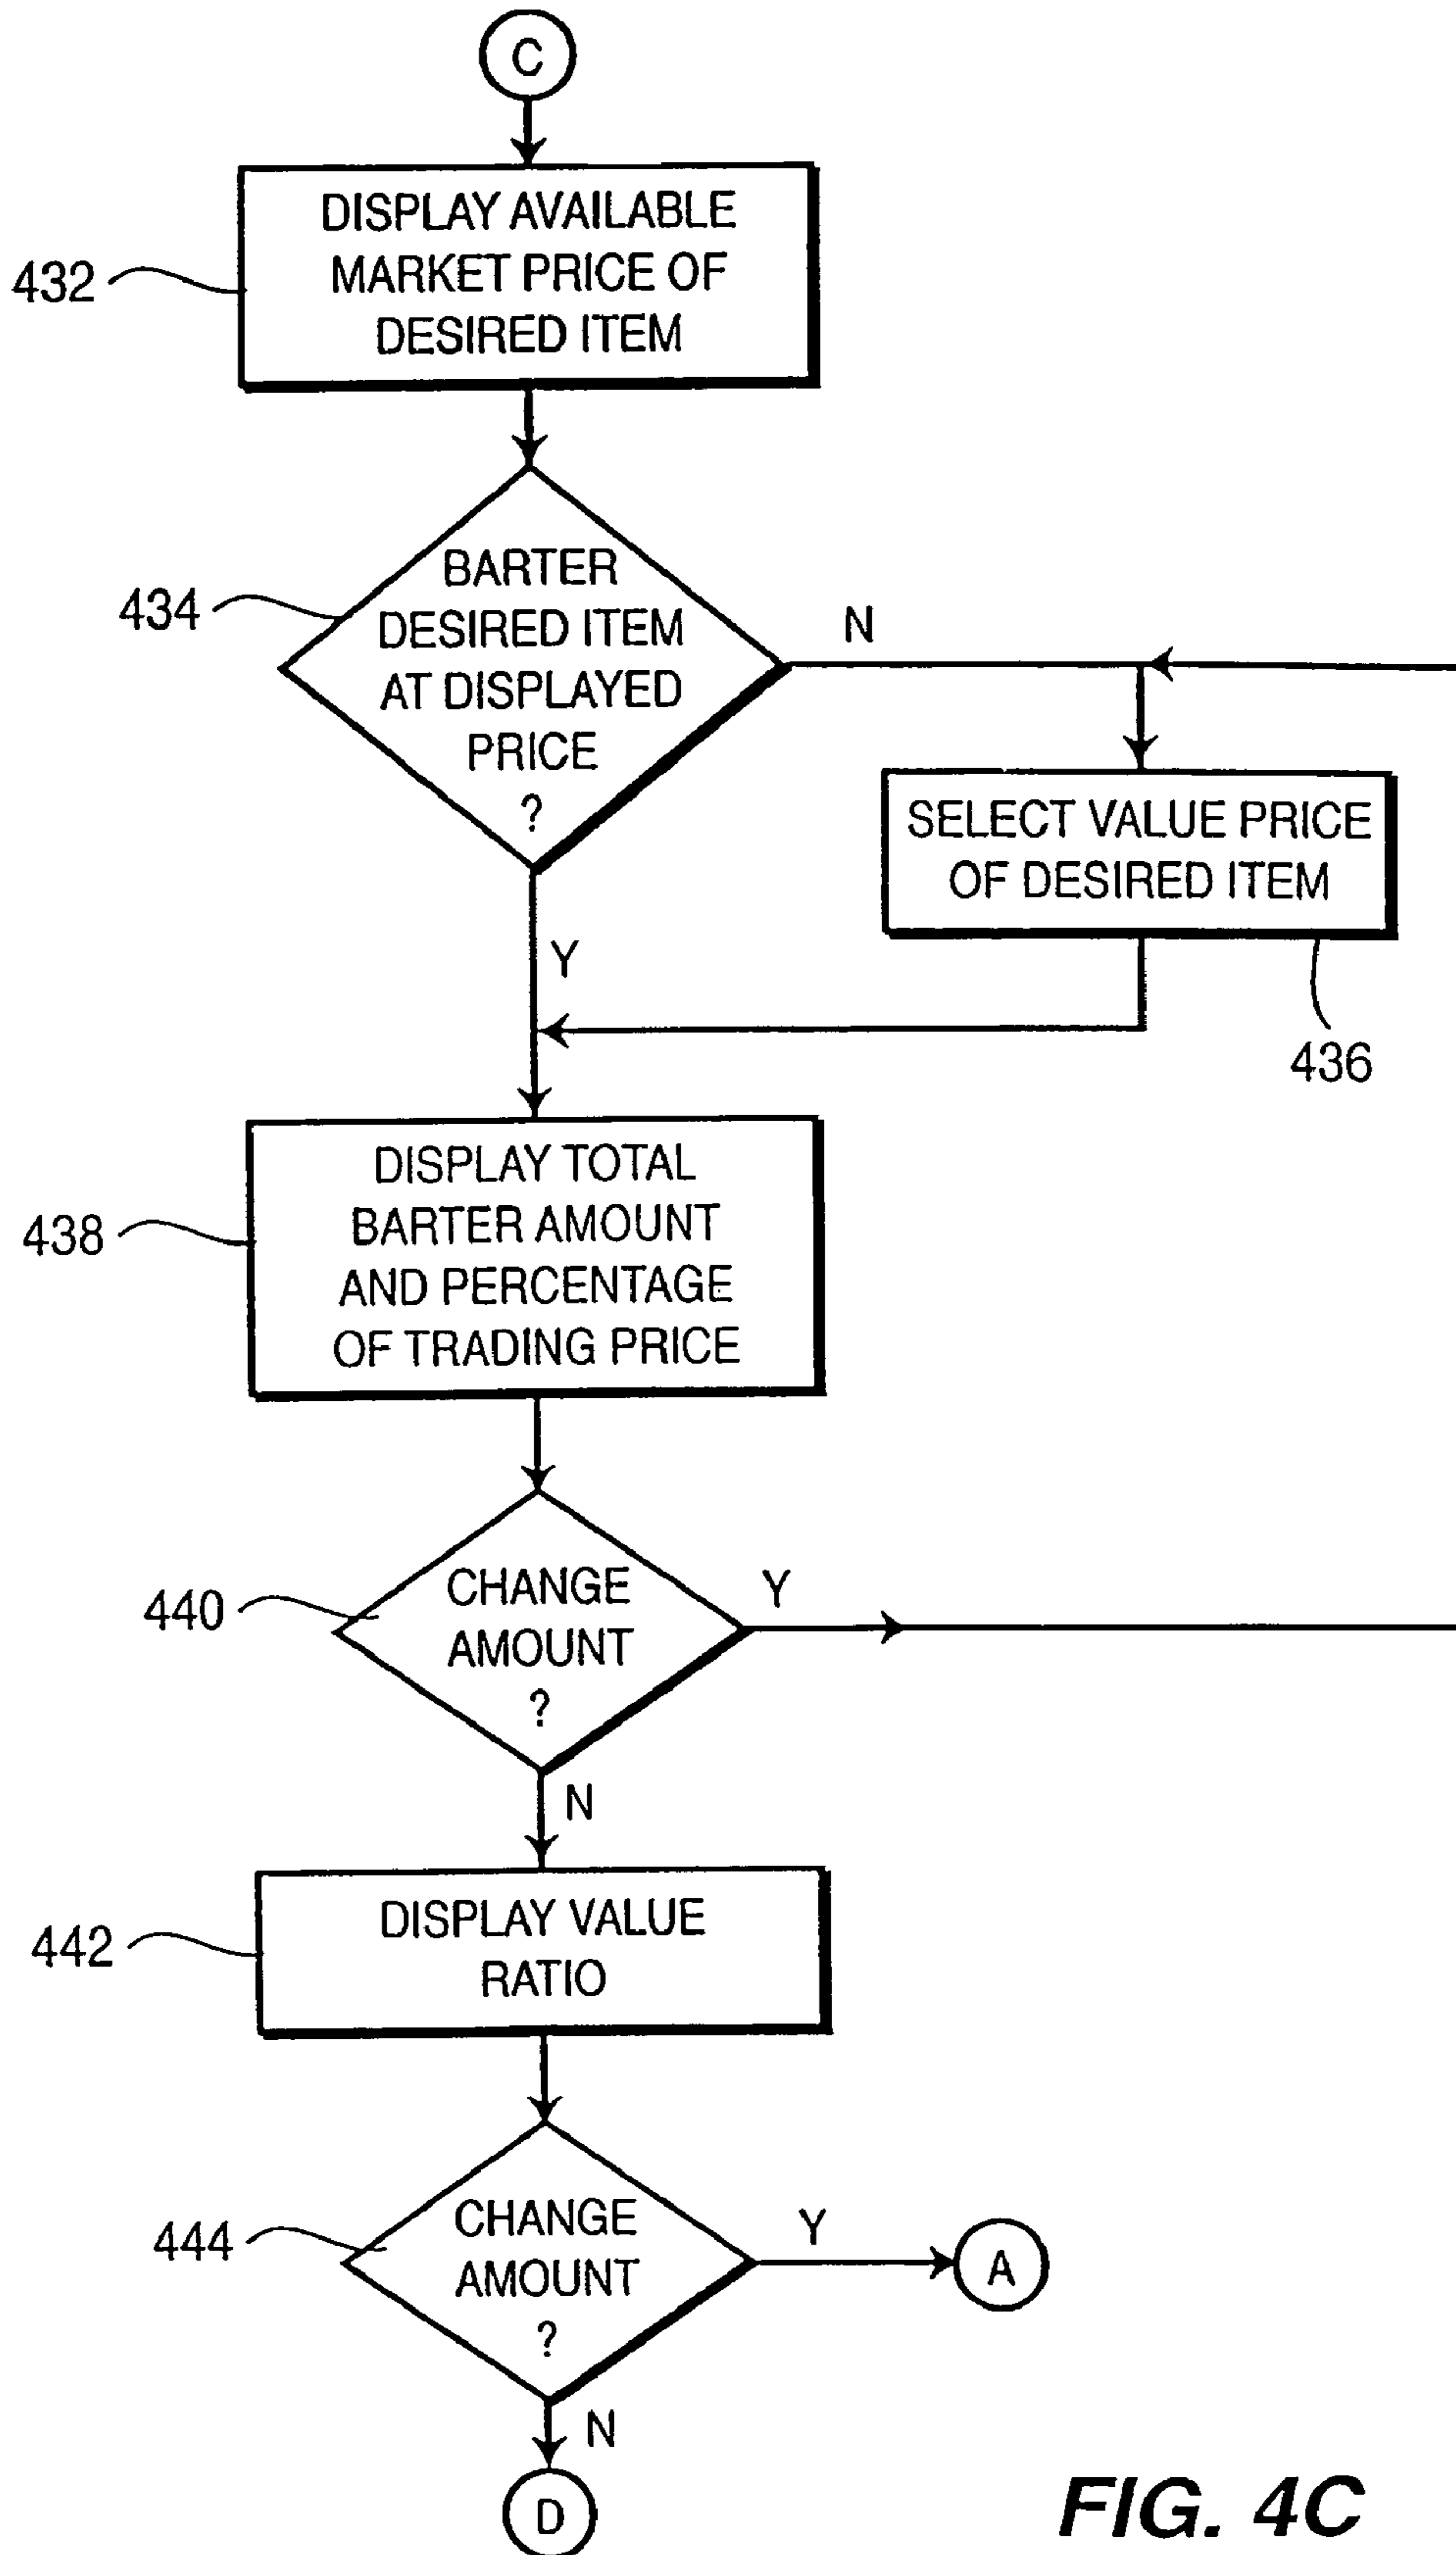 C
DISPLAY AVAILABLE
MARKET PRICE OF
DESIRED ITEM
432
BARTER
DESIRED ITEM
AT DISPLAYED
PRICE
?
434
N
Y
SELECT VALUE PRICE
OF DESIRED ITEM
436
DISPLAY TOTAL
BARTER AMOUNT
AND PERCENTAGE
OF TRADING PRICE
438
CHANGE
AMOUNT
?
440
Y
N
DISPLAY VALUE
RATIO
442
CHANGE
AMOUNT
?
444
Y
A
N
D
FIG. 4C